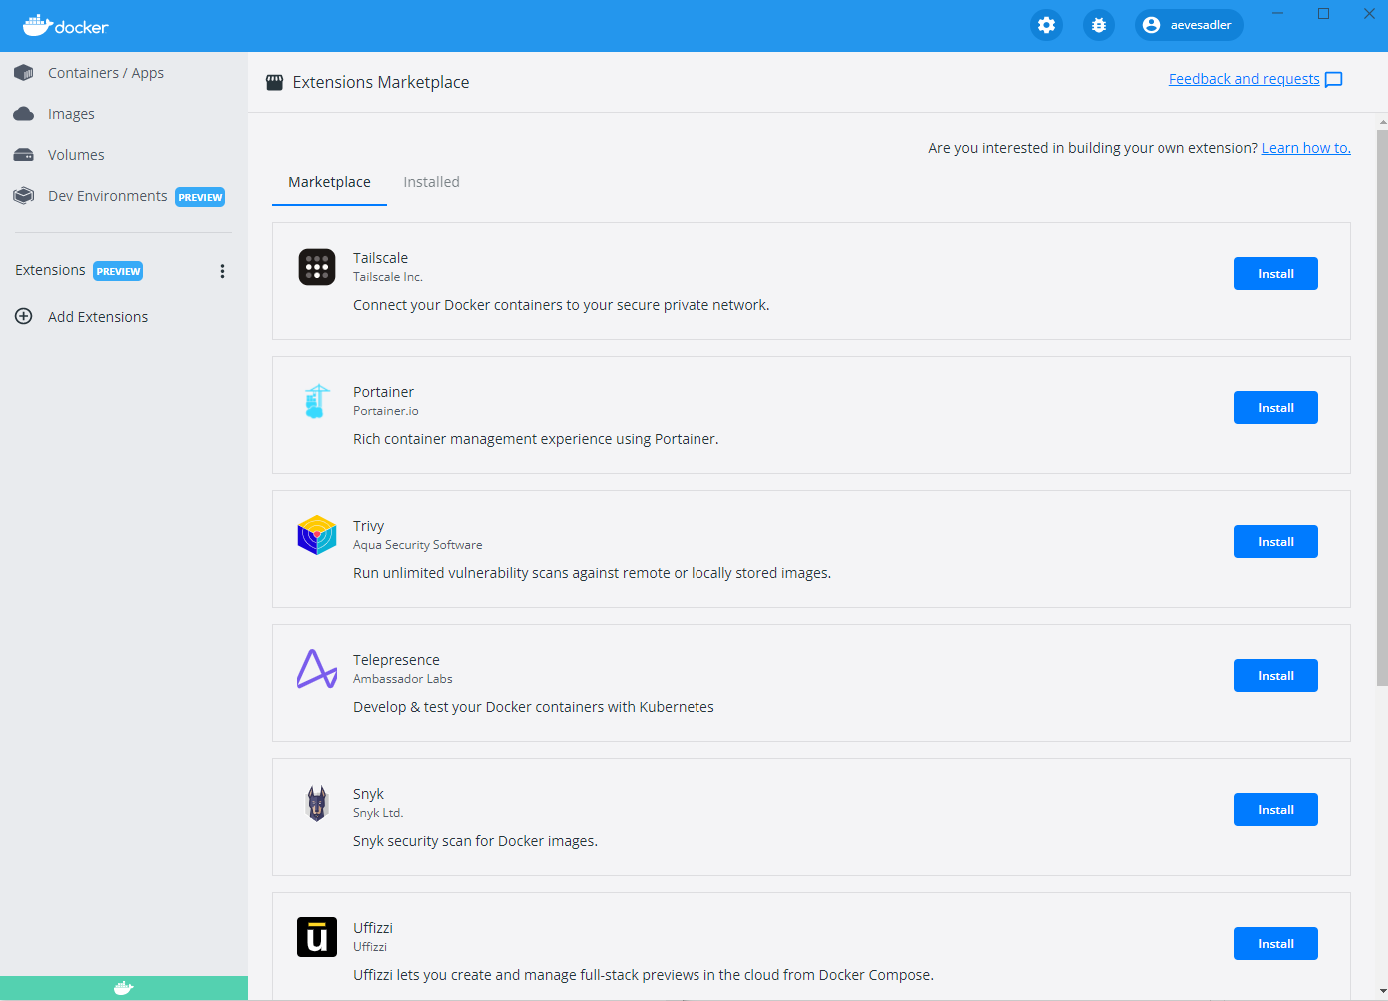 docker
aevesadler
Containers / Apps
Images
Volumes
Dev Environments PREVIEW
Extensions PREVIEW
Add Extensions
Extensions Marketplace
Feedback and requests
Are you interested in building your own extension? Learn how to.
Marketplace Installed
Tailscale
Tailscale Inc.
Connect your Docker containers to your secure private network.
Install
Portainer
Portainer.io
Rich container management experience using Portainer.
Install
Trivy
Aqua Security Software
Run unlimited vulnerability scans against remote or locally stored images.
Install
Telepresence
Ambassador Labs
Develop & test your Docker containers with Kubernetes
Install
Snyk
Snyk Ltd.
Snyk security scan for Docker images.
Install
ū
Uffizzi
Uffizzi
Uffizzi lets you create and manage full-stack previews in the cloud from Docker Compose.
Install